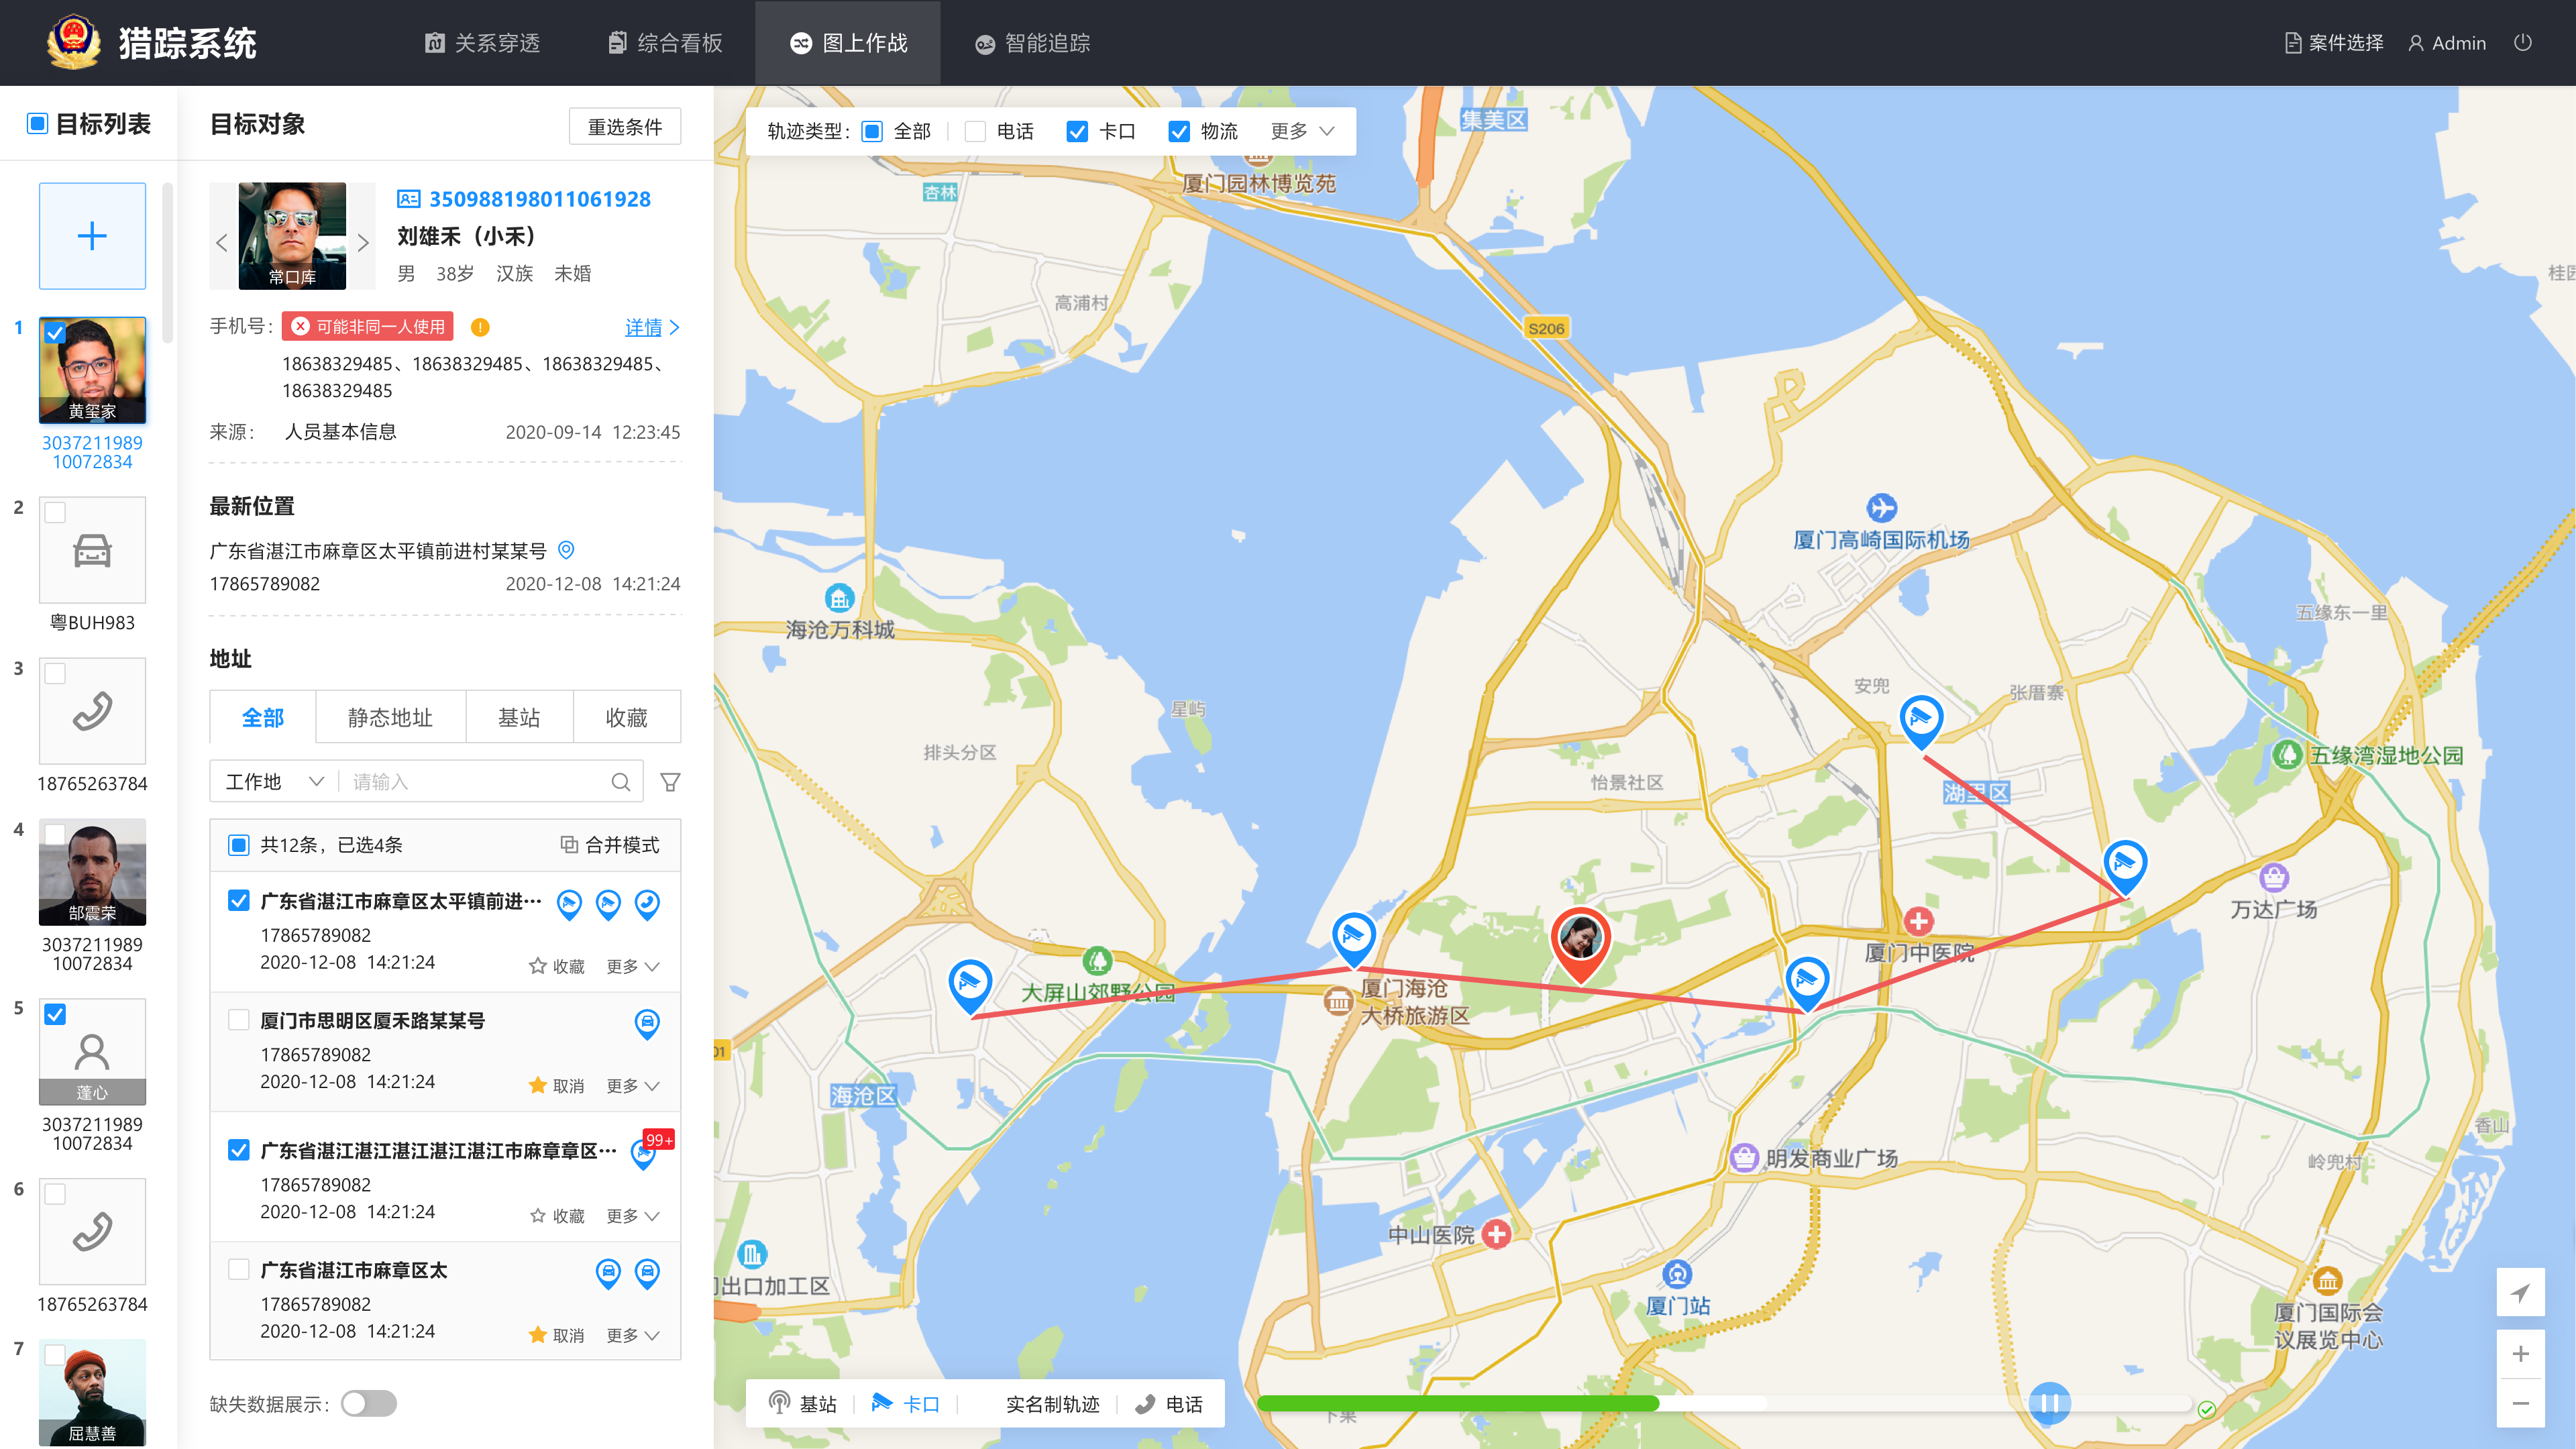 猎踪系统
关系穿透
综合看板
图上作战
智能追踪
案件选择
Admin
目标列表
1
黄玺家
3037211989
10072834
2
粤BUH983
3
18765263784
4
郜震荣
3037211989
10072834
5
蓬心
3037211989
10072834
6
18765263784
7
屈慧善
目标对象
重选条件
常口库
350988198011061928
刘雄禾（小禾）
男 38岁 汉族 未婚
手机号： 可能非同一人使用 详情
18638329485、18638329485、18638329485、
18638329485
来源： 人员基本信息 2020-09-14 12:23:45
最新位置
广东省湛江市麻章区太平镇前进村某某号
17865789082 2020-12-08 14:21:24
地址
全部 静态地址 基站 收藏
工作地 请输入
共12条，已选4条 合并模式
广东省湛江市麻章区太平镇前进…
17865789082
2020-12-08 14:21:24 收藏 更多
厦门市思明区厦禾路某某号
17865789082
2020-12-08 14:21:24 取消 更多
广东省湛江湛江湛江湛江湛江市麻章章区… 99+
17865789082
2020-12-08 14:21:24 收藏 更多
广东省湛江市麻章区太
17865789082
2020-12-08 14:21:24 取消 更多
缺失数据展示：
轨迹类型： 全部 电话 卡口 物流 更多
集美区
厦门园林博览苑
杏林
高浦村
S206
厦门高崎国际机场
海沧万科城
五缘东一里
安兜
张厝寨
星屿
排头分区
五缘湾湿地公园
怡景社区
湖里区
万达广场
厦门中医院
大屏山郊野公园
厦门海沧
大桥旅游区
01
海沧区
香山
岭兜村
明发商业广场
中山医院
出口加工区
厦门站
厦门国际会
议展览中心
基站 卡口 实名制轨迹 电话